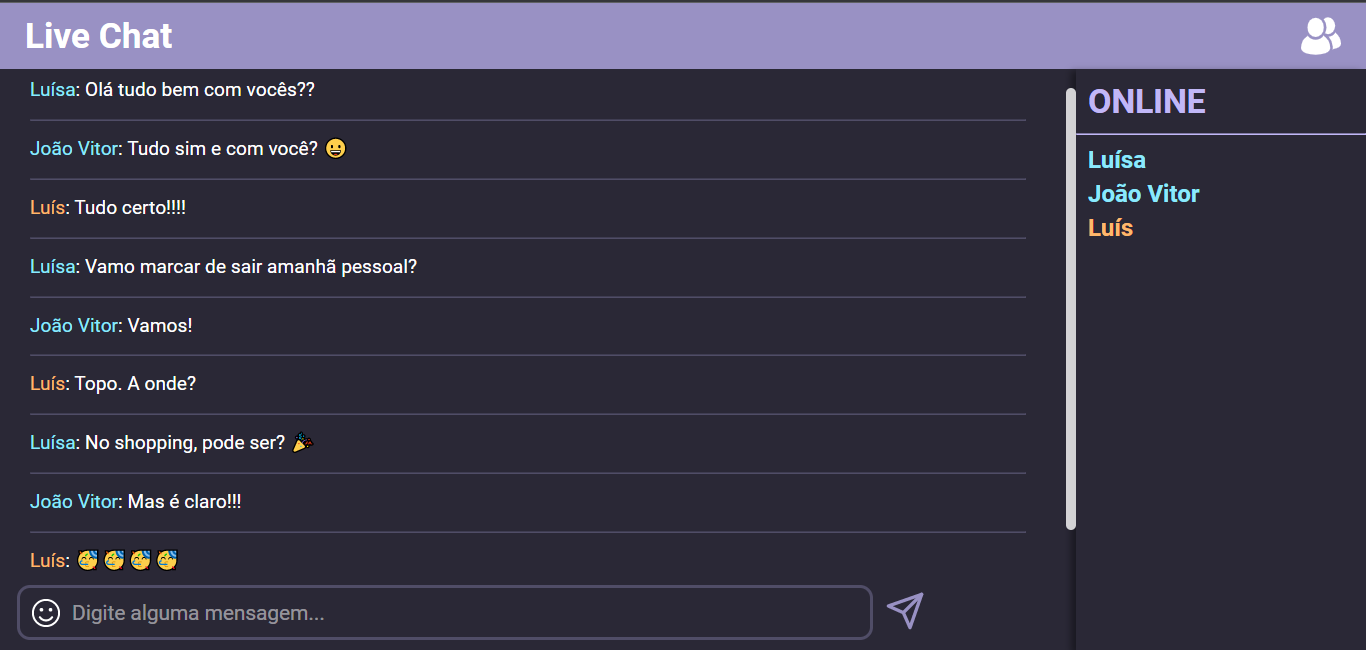 Live Chat
Luísa: Olá tudo bem com vocês??
João Vitor: Tudo sim e com você? 😀
Luís: Tudo certo!!!!
Luísa: Vamo marcar de sair amanhã pessoal?
João Vitor: Vamos!
Luís: Topo. A onde?
Luísa: No shopping, pode ser? 🎉
João Vitor: Mas é claro!!!
Luís: 🥳🥳🥳🥳
Digite alguma mensagem...
ONLINE
Luísa
João Vitor
Luís